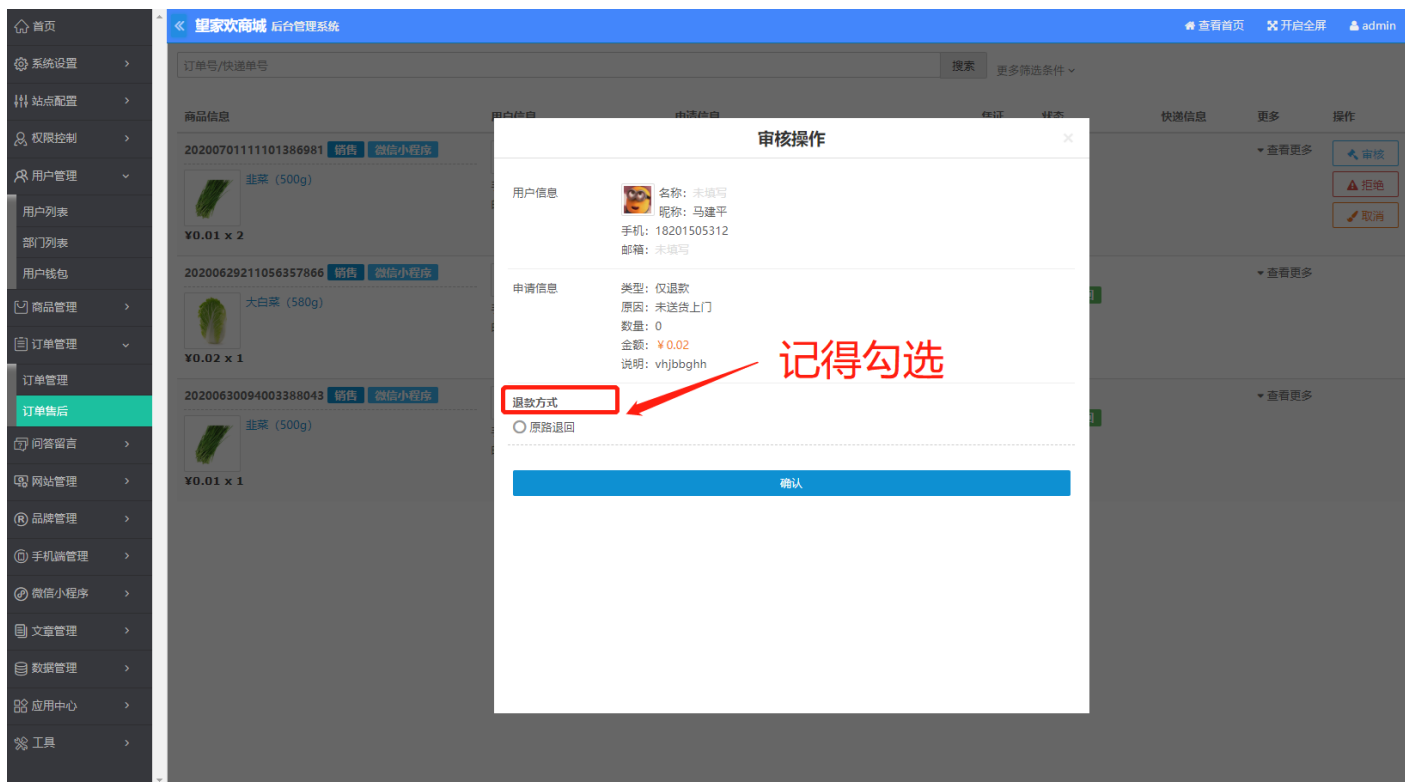 首页
« 望家欢商城 后台管理系统
查看首页 开启全屏 admin
系统设置
站点配置
权限控制
用户管理
用户列表
部门列表
用户钱包
商品管理
订单管理
订单管理
订单售后
问答留言
网站管理
品牌管理
手机端管理
微信小程序
文章管理
数据管理
应用中心
工具
订单号/快递单号 搜索 更多筛选条件
商品信息 用户信息 申请信息 凭证 状态 快递信息 更多 操作
20200701111101386981 销售 微信小程序 查看更多 审核
韭菜（500g） 拒绝
取消
¥0.01 x 2
20200629211056357866 销售 微信小程序 查看更多
大白菜（580g）
¥0.02 x 1
20200630094003388043 销售 微信小程序 查看更多
韭菜（500g）
¥0.01 x 1
审核操作 ×
用户信息 名称：未填写
昵称：马建平
手机：18201505312
邮箱：未填写
申请信息 类型：仅退款
原因：未送货上门
数量：0
金额：￥0.02
说明：vhjbbghh
记得勾选
退款方式
原路退回
确认